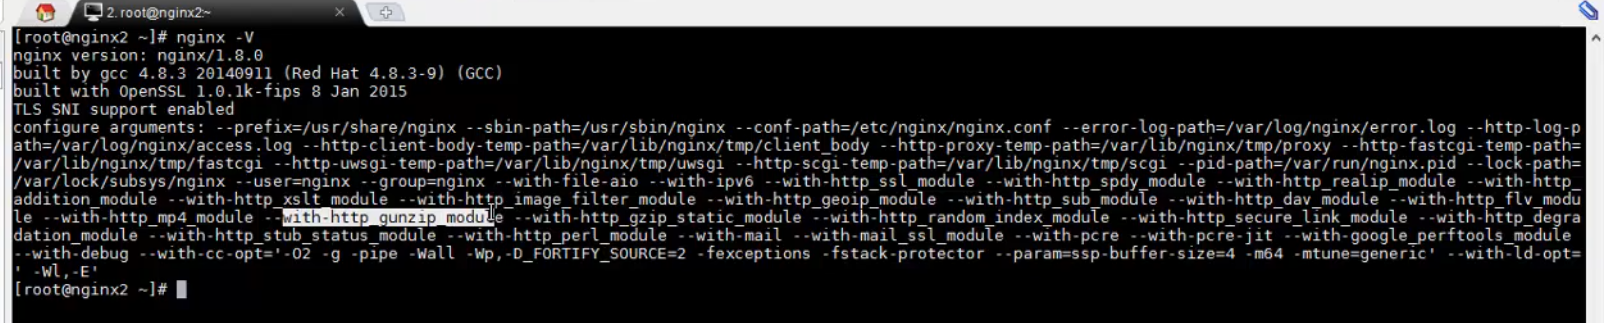 2. root@nginx2:~
[root@nginx2 ~]# nginx -V
nginx version: nginx/1.8.0
built by gcc 4.8.3 20140911 (Red Hat 4.8.3-9) (GCC)
built with OpenSSL 1.0.1k-fips 8 Jan 2015
TLS SNI support enabled
configure arguments: --prefix=/usr/share/nginx --sbin-path=/usr/sbin/nginx --conf-path=/etc/nginx/nginx.conf --error-log-path=/var/log/nginx/error.log --http-log-p
ath=/var/log/nginx/access.log --http-client-body-temp-path=/var/lib/nginx/tmp/client_body --http-proxy-temp-path=/var/lib/nginx/tmp/proxy --http-fastcgi-temp-path=
/var/lib/nginx/tmp/fastcgi --http-uwsgi-temp-path=/var/lib/nginx/tmp/uwsgi --http-scgi-temp-path=/var/lib/nginx/tmp/scgi --pid-path=/var/run/nginx.pid --lock-path=
/var/lock/subsys/nginx --user=nginx --group=nginx --with-file-aio --with-ipv6 --with-http_ssl_module --with-http_spdy_module --with-http_realip_module --with-http_
addition_module --with-http_xslt_module --with-http_image_filter_module --with-http_geoip_module --with-http_sub_module --with-http_dav_module --with-http_flv_modu
le --with-http_mp4_module --with-http_gunzip_module --with-http_gzip_static_module --with-http_random_index_module --with-http_secure_link_module --with-http_degra
dation_module --with-http_stub_status_module --with-http_perl_module --with-mail --with-mail_ssl_module --with-pcre --with-pcre-jit --with-google_perftools_module
--with-debug --with-cc-opt='-O2 -g -pipe -Wall -Wp,-D_FORTIFY_SOURCE=2 -fexceptions -fstack-protector --param=ssp-buffer-size=4 -m64 -mtune=generic' --with-ld-opt=
' -Wl,-E'
[root@nginx2 ~]#